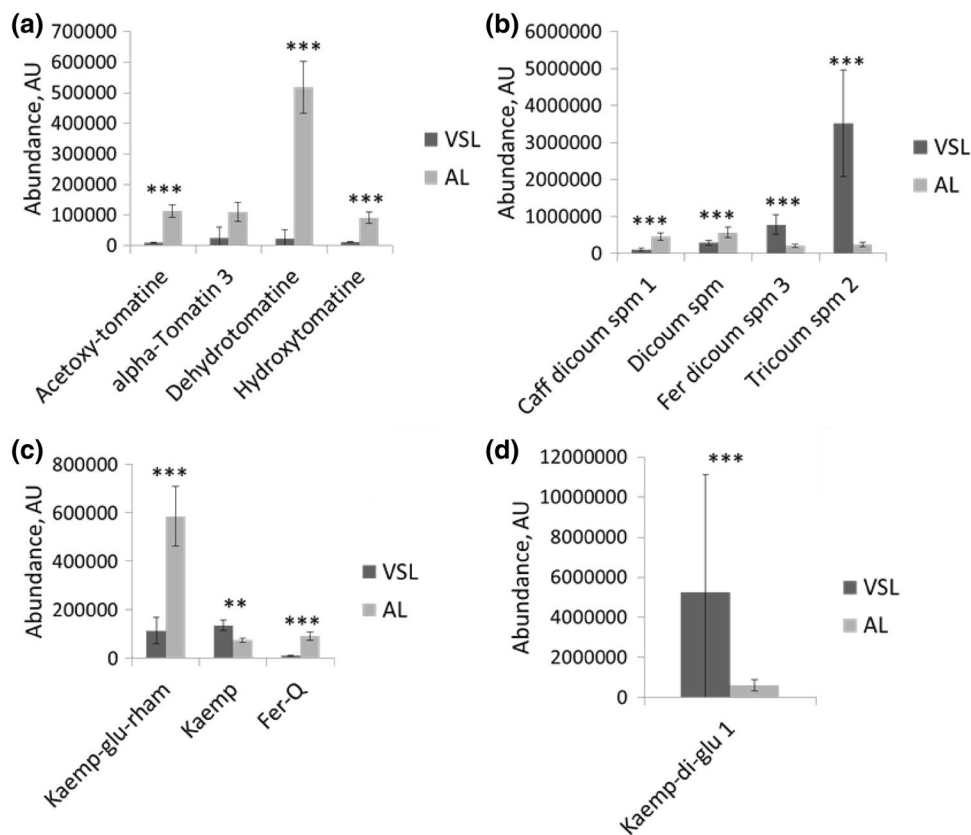 (a)
Abundance, AU
700000
600000
500000
400000
300000
200000
100000
0
***
***
***
VSL
AL
Acetoxy-tomatine
alpha-Tomatin 3
Dehydrotomatine
Hydroxytomatine
(b)
Abundance, AU
6000000
5000000
4000000
3000000
2000000
1000000
0
***
***
***
***
VSL
AL
Caff dicoum spm 1
Dicoum spm
Fer dicoum spm 3
Tricoum spm 2
(c)
Abundance, AU
800000
600000
400000
200000
0
***
**
***
VSL
AL
Kaemp-glu-rham
Kaemp
Fer-Q
(d)
Abundance, AU
12000000
10000000
8000000
6000000
4000000
2000000
0
***
VSL
AL
Kaemp-di-glu 1